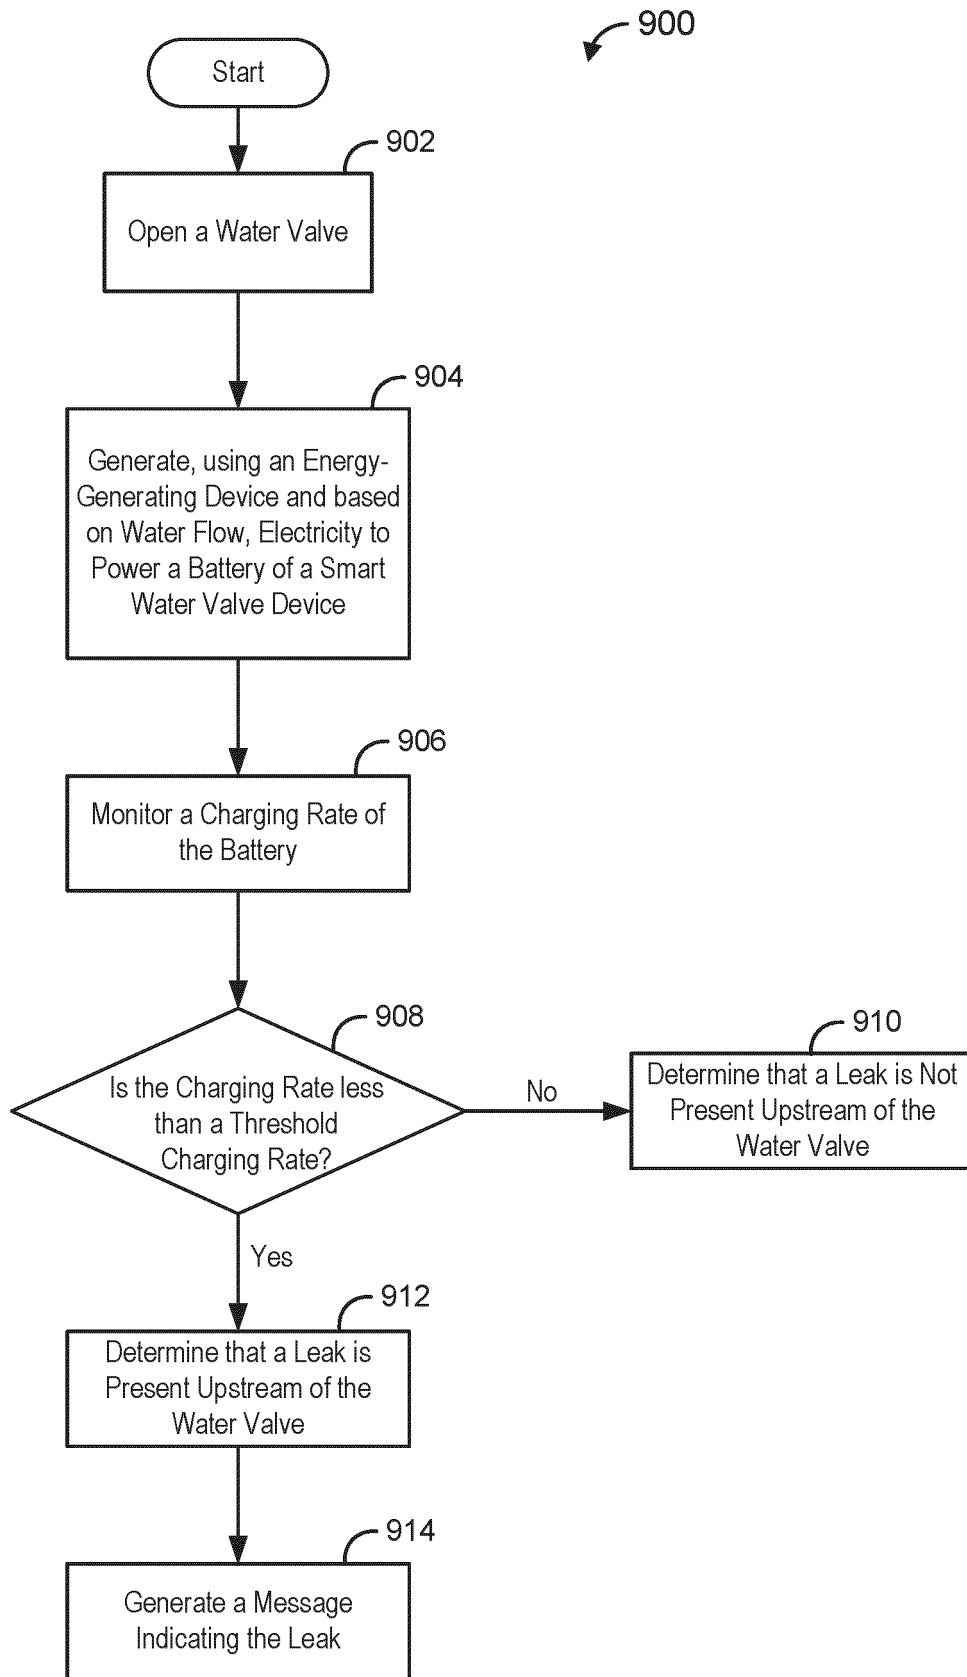 900
Start
902
Open a Water Valve
904
Generate, using an Energy-
Generating Device and based
on Water Flow, Electricity to
Power a Battery of a Smart
Water Valve Device
906
Monitor a Charging Rate of
the Battery
908
Is the Charging Rate less
than a Threshold
Charging Rate?
No
910
Determine that a Leak is Not
Present Upstream of the
Water Valve
Yes
912
Determine that a Leak is
Present Upstream of the
Water Valve
914
Generate a Message
Indicating the Leak